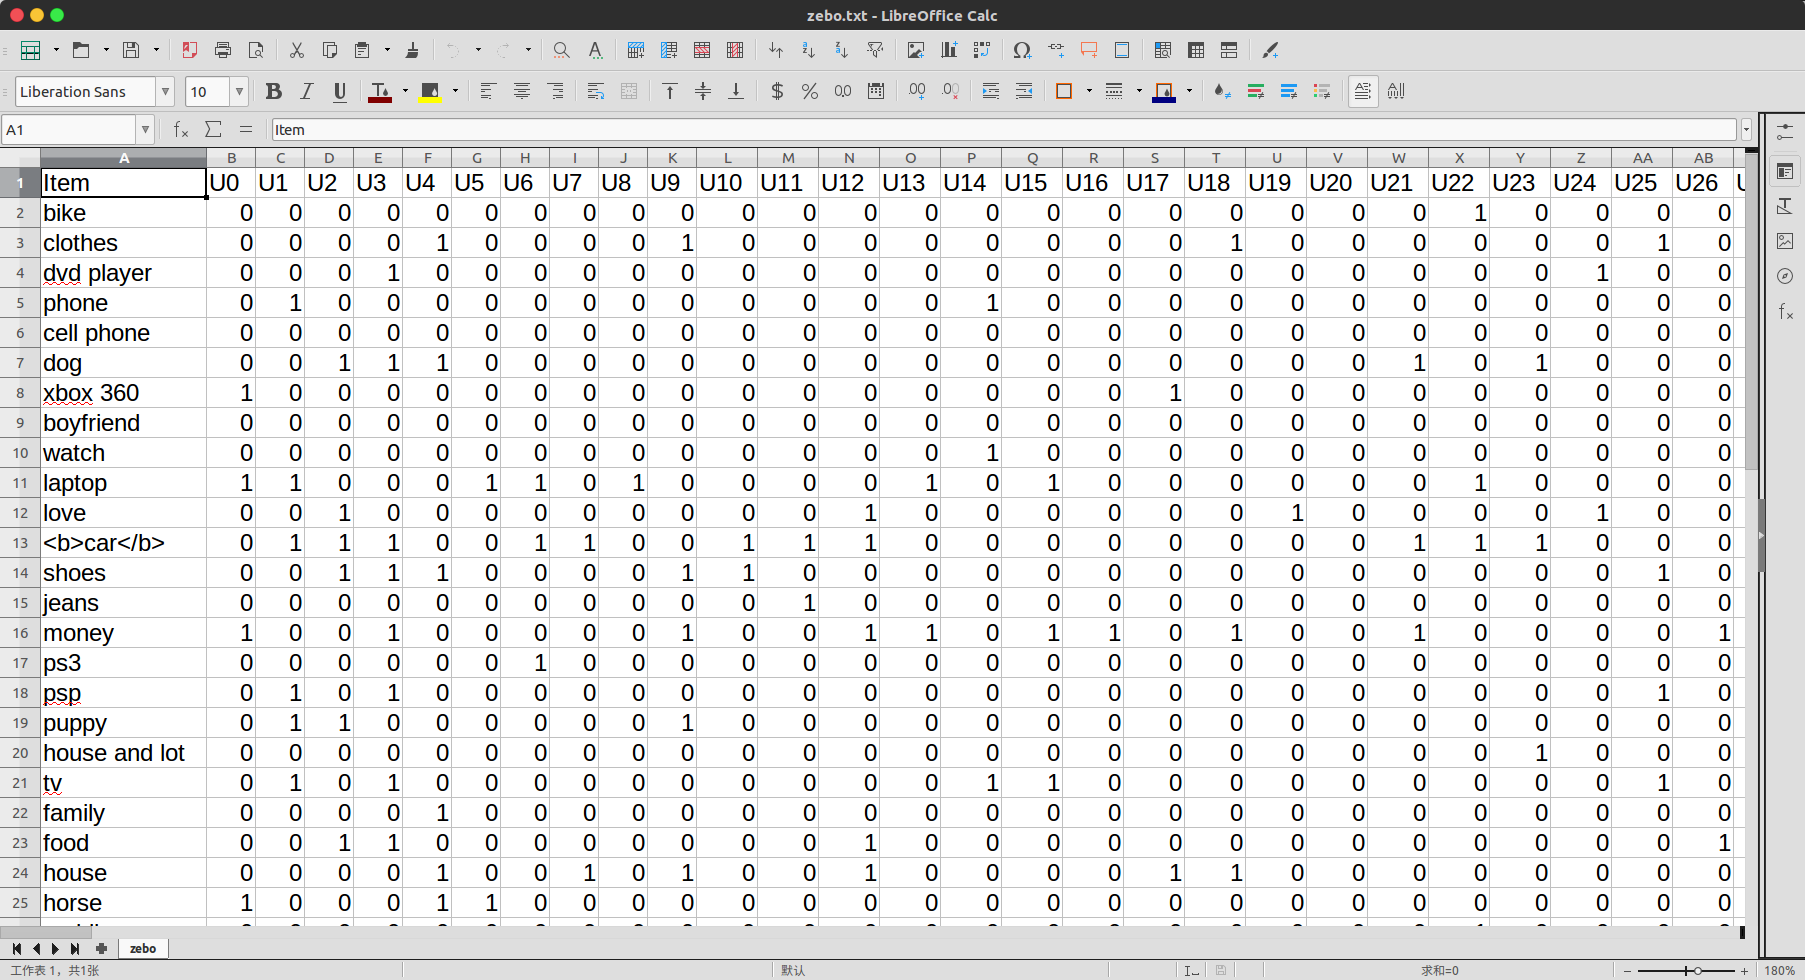 zebo.txt - LibreOffice Calc
Liberation Sans 10
A1 Item
A B C D E F G H I J K L M N O P Q R S T U V W X Y Z AA AB
1 Item U0 U1 U2 U3 U4 U5 U6 U7 U8 U9 U10 U11 U12 U13 U14 U15 U16 U17 U18 U19 U20 U21 U22 U23 U24 U25 U26
2 bike 0 0 0 0 0 0 0 0 0 0 0 0 0 0 0 0 0 0 0 0 0 0 1 0 0 0 0
3 clothes 0 0 0 0 1 0 0 0 0 1 0 0 0 0 0 0 0 0 1 0 0 0 0 0 0 1 0
4 dvd player 0 0 0 1 0 0 0 0 0 0 0 0 0 0 0 0 0 0 0 0 0 0 0 0 1 0 0
5 phone 0 1 0 0 0 0 0 0 0 0 0 0 0 0 1 0 0 0 0 0 0 0 0 0 0 0 0
6 cell phone 0 0 0 0 0 0 0 0 0 0 0 0 0 0 0 0 0 0 0 0 0 0 0 0 0 0 0
7 dog 0 0 1 1 1 0 0 0 0 0 0 0 0 0 0 0 0 0 0 0 0 1 0 1 0 0 0
8 xbox 360 1 0 0 0 0 0 0 0 0 0 0 0 0 0 0 0 0 1 0 0 0 0 0 0 0 0 0
9 boyfriend 0 0 0 0 0 0 0 0 0 0 0 0 0 0 0 0 0 0 0 0 0 0 0 0 0 0 0
10 watch 0 0 0 0 0 0 0 0 0 0 0 0 0 0 1 0 0 0 0 0 0 0 0 0 0 0 0
11 laptop 1 1 0 0 0 1 1 0 1 0 0 0 0 1 0 1 0 0 0 0 0 0 1 0 0 0 0
12 love 0 0 1 0 0 0 0 0 0 0 0 0 1 0 0 0 0 0 0 1 0 0 0 0 1 0 0
13 <b>car</b> 0 1 1 1 0 0 1 1 0 0 1 1 1 0 0 0 0 0 0 0 0 1 1 1 0 0 0
14 shoes 0 0 1 1 1 0 0 0 0 1 1 0 0 0 0 0 0 0 0 0 0 0 0 0 0 1 0
15 jeans 0 0 0 0 0 0 0 0 0 0 0 1 0 0 0 0 0 0 0 0 0 0 0 0 0 0 0
16 money 1 0 0 1 0 0 0 0 0 1 0 0 1 1 0 1 1 0 1 0 0 1 0 0 0 0 1
17 ps3 0 0 0 0 0 0 1 0 0 0 0 0 0 0 0 0 0 0 0 0 0 0 0 0 0 0 0
18 psp 0 1 0 1 0 0 0 0 0 0 0 0 0 0 0 0 0 0 0 0 0 0 0 0 0 1 0
19 puppy 0 1 1 0 0 0 0 0 0 1 0 0 0 0 0 0 0 0 0 0 0 0 0 0 0 0 0
20 house and lot 0 0 0 0 0 0 0 0 0 0 0 0 0 0 0 0 0 0 0 0 0 0 0 1 0 0 0
21 tv 0 1 0 1 0 0 0 0 0 0 0 0 0 0 1 1 0 0 0 0 0 0 0 0 0 1 0
22 family 0 0 0 0 1 0 0 0 0 0 0 0 0 0 0 0 0 0 0 0 0 0 0 0 0 0 0
23 food 0 0 1 1 0 0 0 0 0 0 0 0 1 0 0 0 0 0 0 0 0 0 0 0 0 0 1
24 house 0 0 0 0 1 0 0 1 0 1 0 0 1 0 0 0 0 1 1 0 0 0 0 0 0 0 0
25 horse 1 0 0 0 1 1 0 0 0 0 0 0 0 0 0 0 0 0 0 0 0 0 0 0 0 0 0
zebo
工作表 1，共1张 默认 求和=0 180%